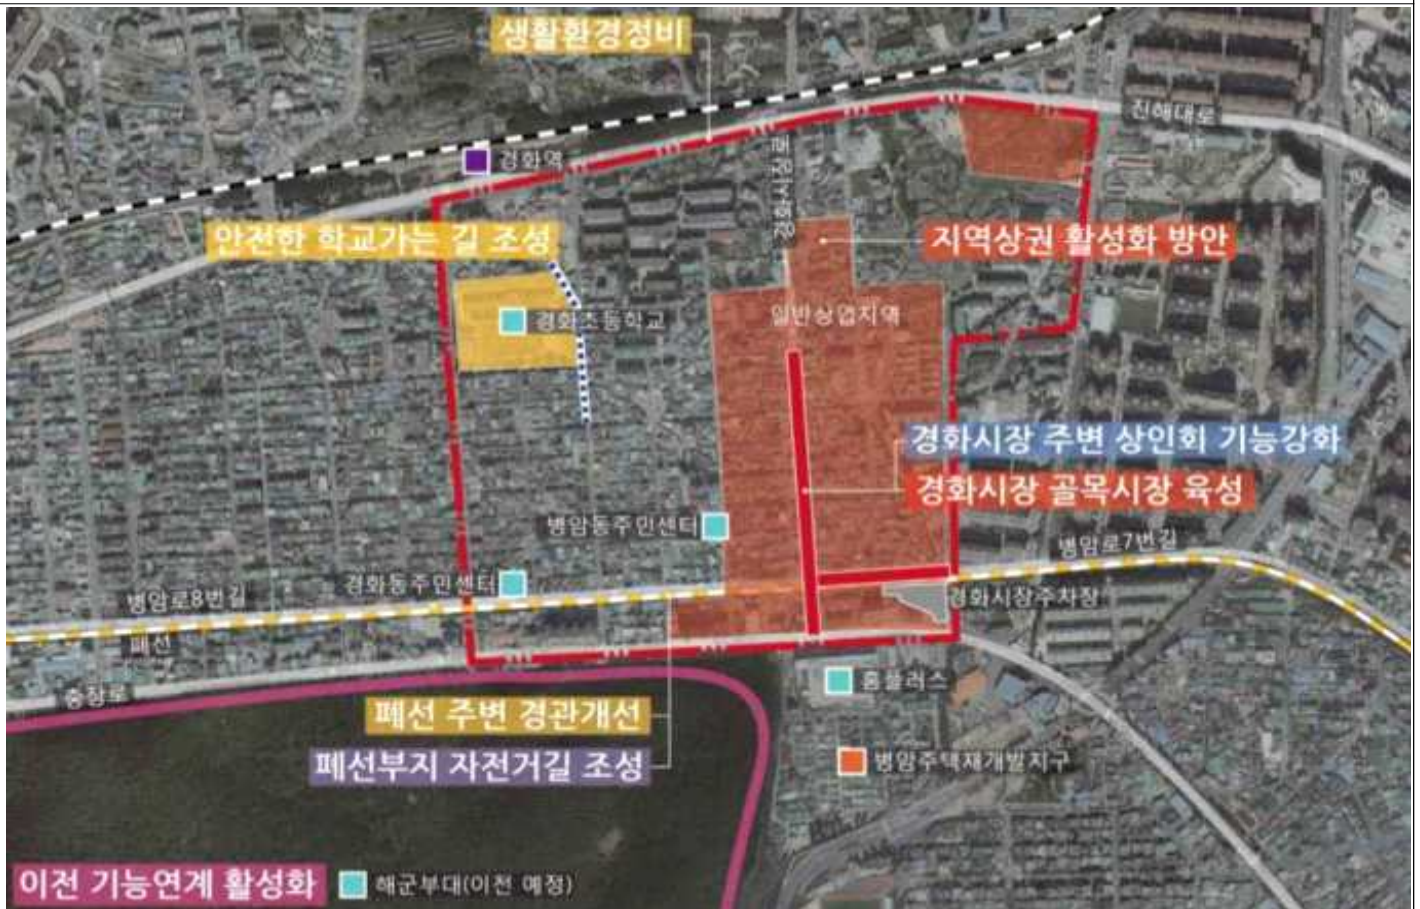 생활환경정비
진해대로
경화역
경화시장로
안전한 학교가는 길 조성
지역상권 활성화 방안
경화초등학교
일반상업지역
경화시장 주변 상인회 기능강화
경화시장 골목시장 육성
병암동주민센터
병암로7번길
경화동주민센터
병암로8번길
경화시장주차장
폐선
충장로
홈플러스
폐선 주변 경관개선
폐선부지 자전거길 조성
병암주택재개발지구
이전 기능연계 활성화
해군부대(이전 예정)